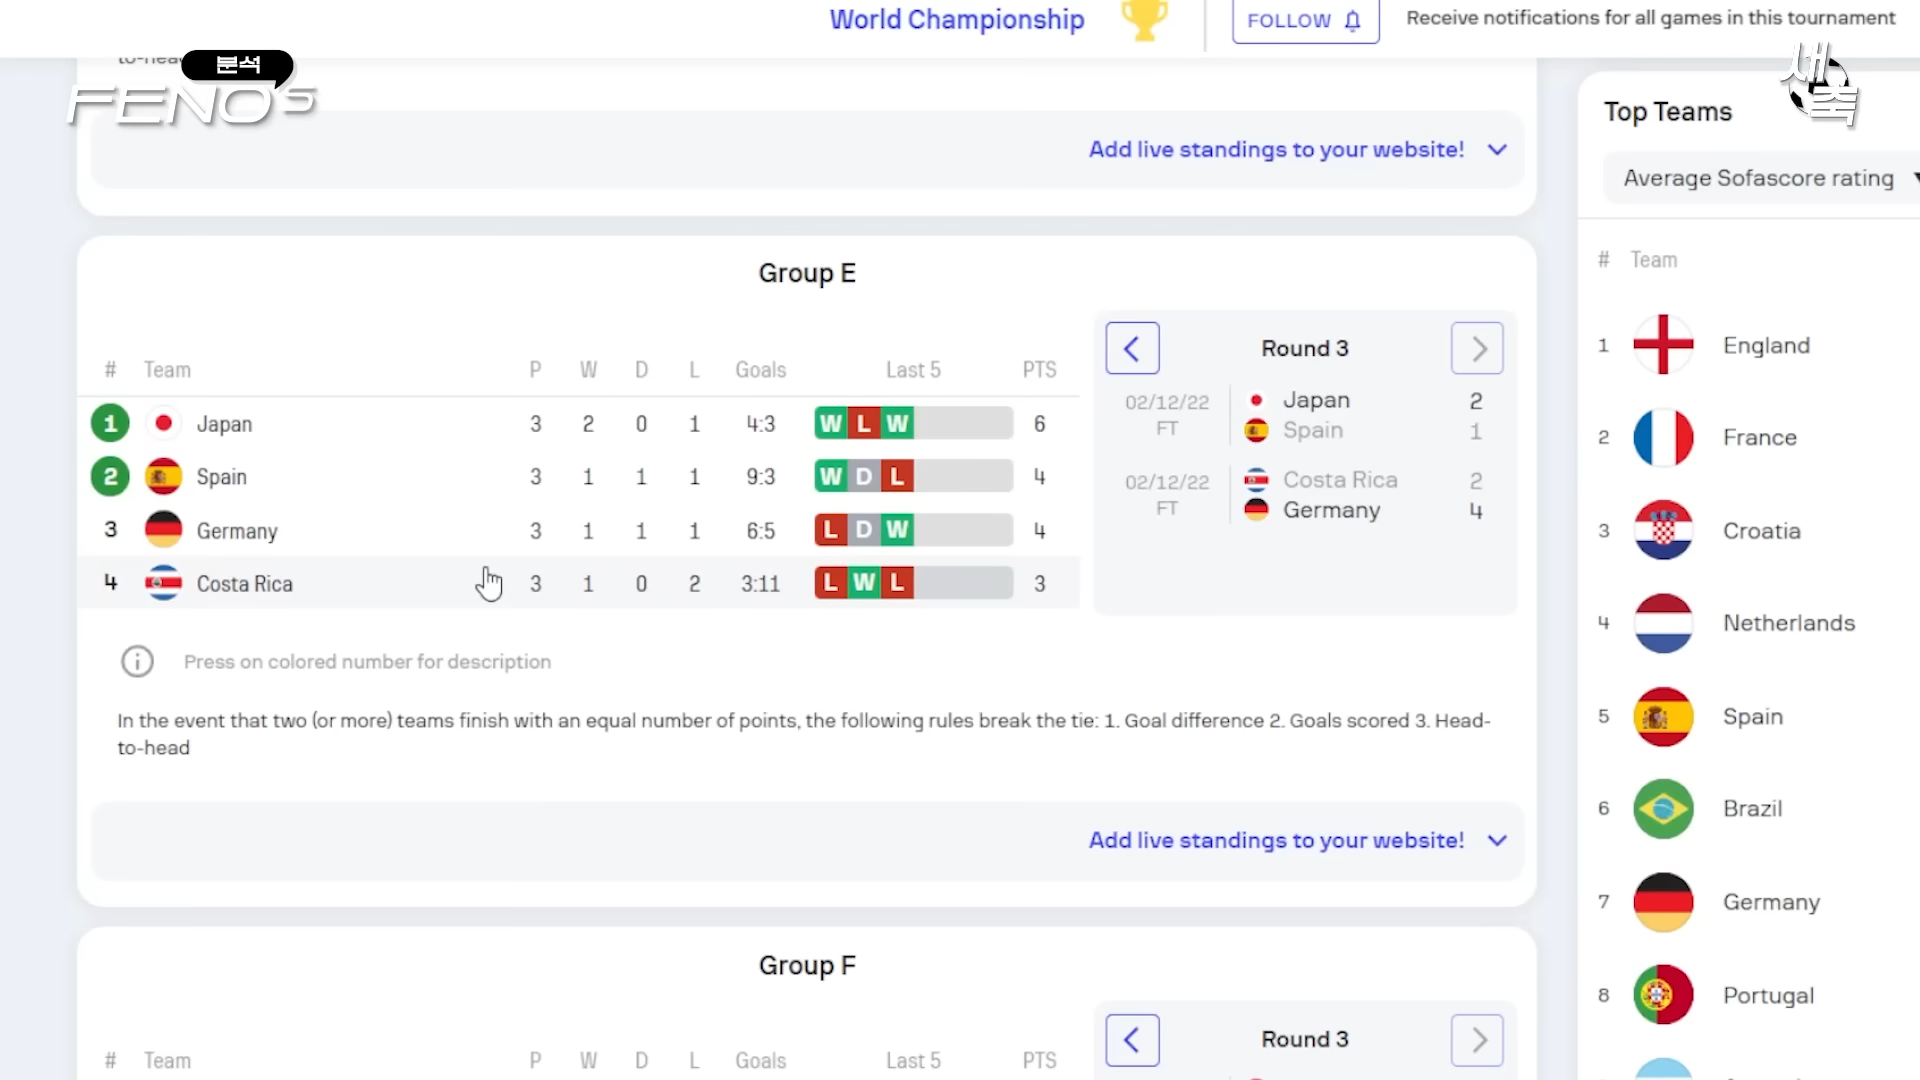 World Championship
FOLLOW
Receive notifications for all games in this tournament
to-head
분석
FENO'S
세축
Add live standings to your website!
Top Teams
Average Sofascore rating
# Team
1 England
2 France
3 Croatia
4 Netherlands
5 Spain
6 Brazil
7 Germany
8 Portugal
Group E
# Team P W D L Goals Last 5 PTS
1 Japan 3 2 0 1 4:3 W L W 6
2 Spain 3 1 1 1 9:3 W D L 4
3 Germany 3 1 1 1 6:5 L D W 4
4 Costa Rica 3 1 0 2 3:11 L W L 3
Round 3
02/12/22 Japan 2
FT Spain 1
02/12/22 Costa Rica 2
FT Germany 4
Press on colored number for description
In the event that two (or more) teams finish with an equal number of points, the following rules break the tie: 1. Goal difference 2. Goals scored 3. Head-
to-head
Add live standings to your website!
Group F
Round 3
# Team P W D L Goals Last 5 PTS